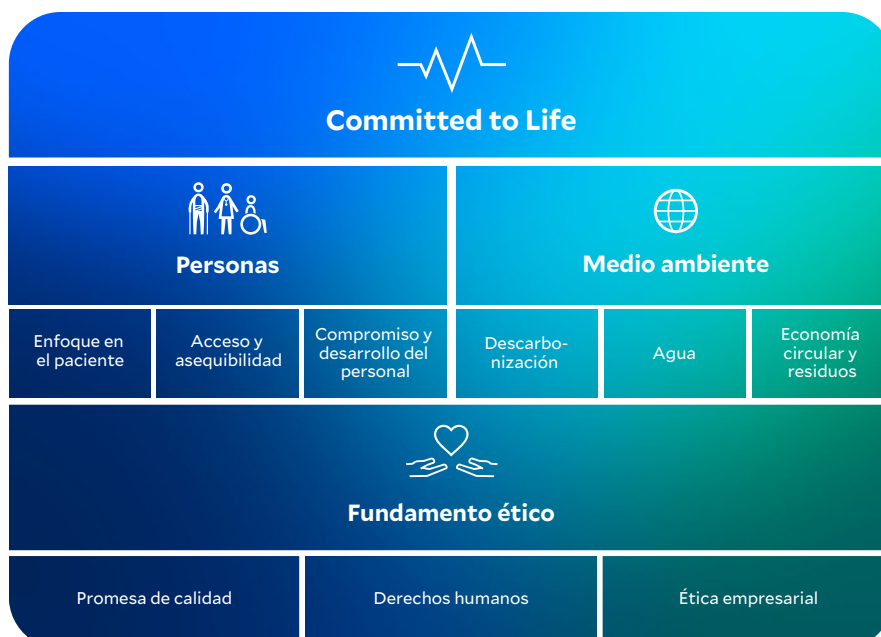 Committed to Life
Personas
Medio ambiente
Enfoque en
el paciente
Acceso y
asequibilidad
Compromiso y
desarrollo del
personal
Descarbo-
nización
Agua
Economía
circular y
residuos
Fundamento ético
Promesa de calidad
Derechos humanos
Ética empresarial